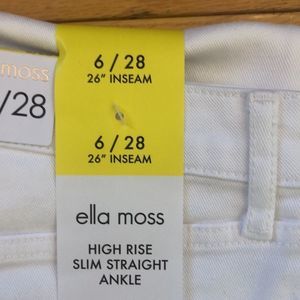 moss
/28
6 / 28
26" INSEAM
6 / 28
26" INSEAM
ella moss
HIGH RISE
SLIM STRAIGHT
ANKLE